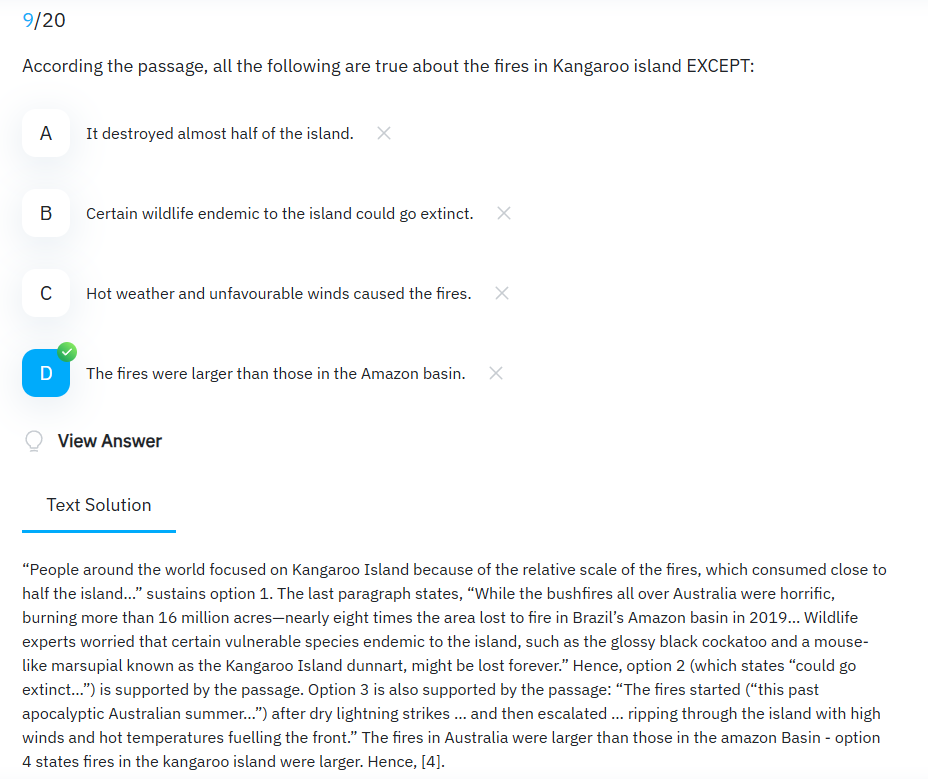 9/20
According the passage, all the following are true about the fires in Kangaroo island EXCEPT:
A It destroyed almost half of the island.
B Certain wildlife endemic to the island could go extinct.
C Hot weather and unfavourable winds caused the fires.
D The fires were larger than those in the Amazon basin.
View Answer
Text Solution
“People around the world focused on Kangaroo Island because of the relative scale of the fires, which consumed close to
half the island...” sustains option 1. The last paragraph states, “While the bushfires all over Australia were horrific,
burning more than 16 million acres—nearly eight times the area lost to fire in Brazil’s Amazon basin in 2019... Wildlife
experts worried that certain vulnerable species endemic to the island, such as the glossy black cockatoo and a mouse-
like marsupial known as the Kangaroo Island dunnart, might be lost forever.” Hence, option 2 (which states “could go
extinct...”) is supported by the passage. Option 3 is also supported by the passage: “The fires started (“this past
apocalyptic Australian summer...”) after dry lightning strikes ... and then escalated ... ripping through the island with high
winds and hot temperatures fuelling the front.” The fires in Australia were larger than those in the amazon Basin - option
4 states fires in the kangaroo island were larger. Hence, [4].